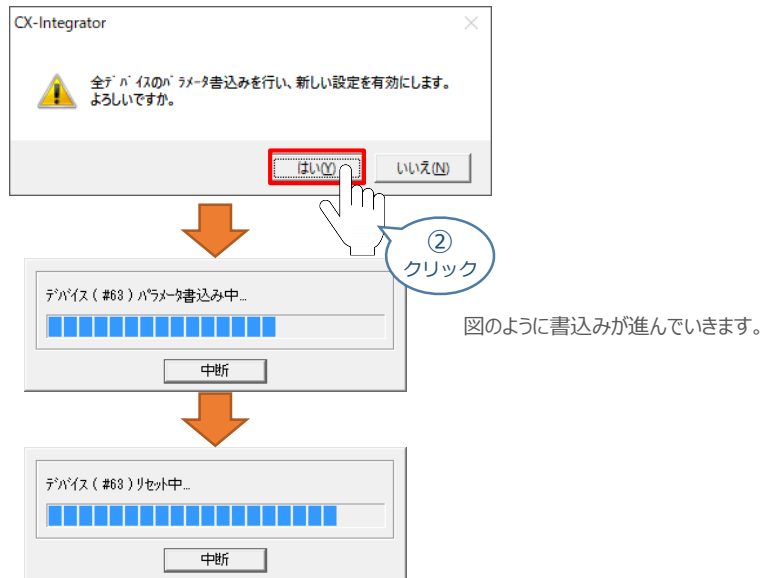 CX-Integrator
全ﾃﾞﾊﾞｲｽのﾊﾟﾗﾒｰﾀ書込みを行い、新しい設定を有効にします。
よろしいですか。
はい(Y)
いいえ(N)
②
クリック
ﾃﾞﾊﾞｲｽ ( #63 ) ﾊﾟﾗﾒｰﾀ書込み中...
中断
図のように書込みが進んでいきます。
ﾃﾞﾊﾞｲｽ ( #63 ) ﾘｾｯﾄ中...
中断